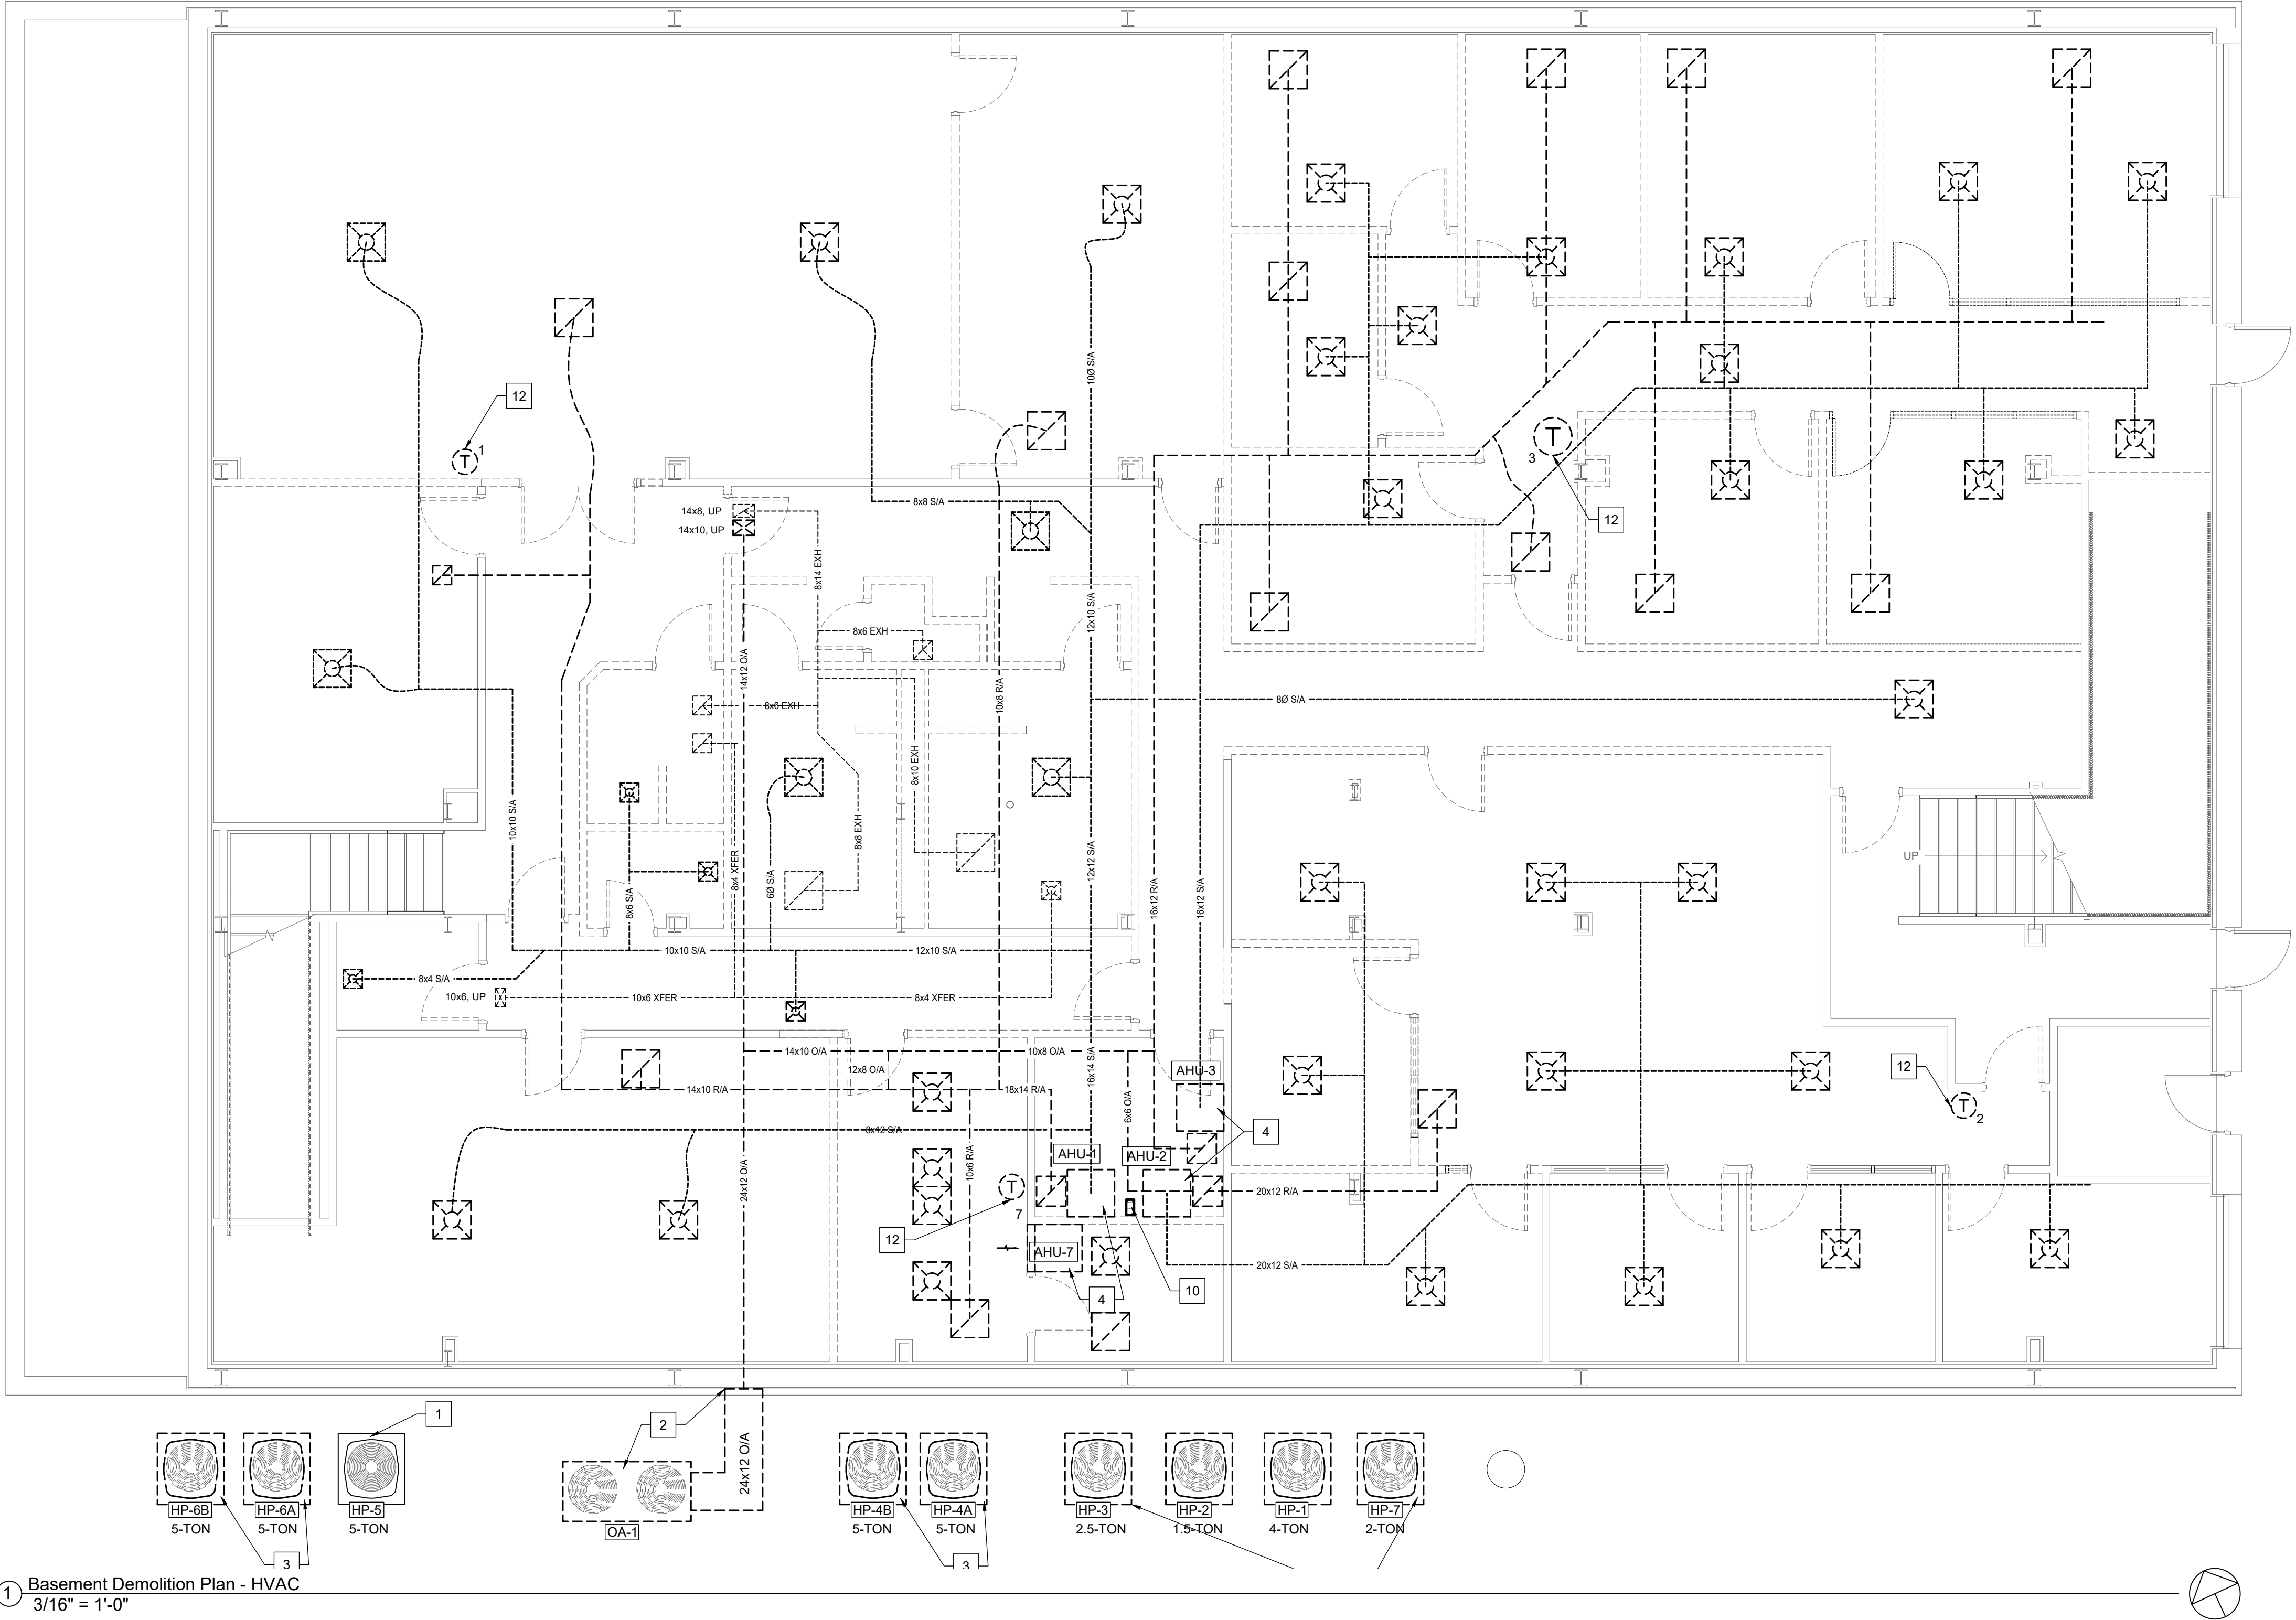 12
T 1
T
3
12
10Ø S/A
8x8 S/A
14x8, UP
14x10, UP
8x14 EXH
8x6 EXH
12x10 S/A
14x12 O/A
10x8 R/A
8x6 EXH
8Ø S/A
8x10 EXH
10x10 S/A
8x8 EXH
12x12 S/A
8x4 XFER
6Ø S/A
8x6 S/A
16x12 R/A
16x12 S/A
UP
10x10 S/A
12x10 S/A
8x4 S/A
10x6, UP
10x6 XFER
8x4 XFER
14x10 O/A
10x8 O/A
12x8 O/A
16x14 S/A
AHU-3
14x10 R/A
18x14 R/A
6x6 O/A
12
T 2
8x12 S/A
4
AHU-1
AHU-2
10x6 R/A
24x12 O/A
T
7
20x12 R/A
12
AHU-7
20x12 S/A
4
10
1
2
24x12 O/A
HP-6B
5-TON
HP-6A
5-TON
HP-5
5-TON
OA-1
HP-4B
5-TON
HP-4A
5-TON
HP-3
2.5-TON
HP-2
1.5-TON
HP-1
4-TON
HP-7
2-TON
3
3
1
Basement Demolition Plan - HVAC
3/16" = 1'-0"